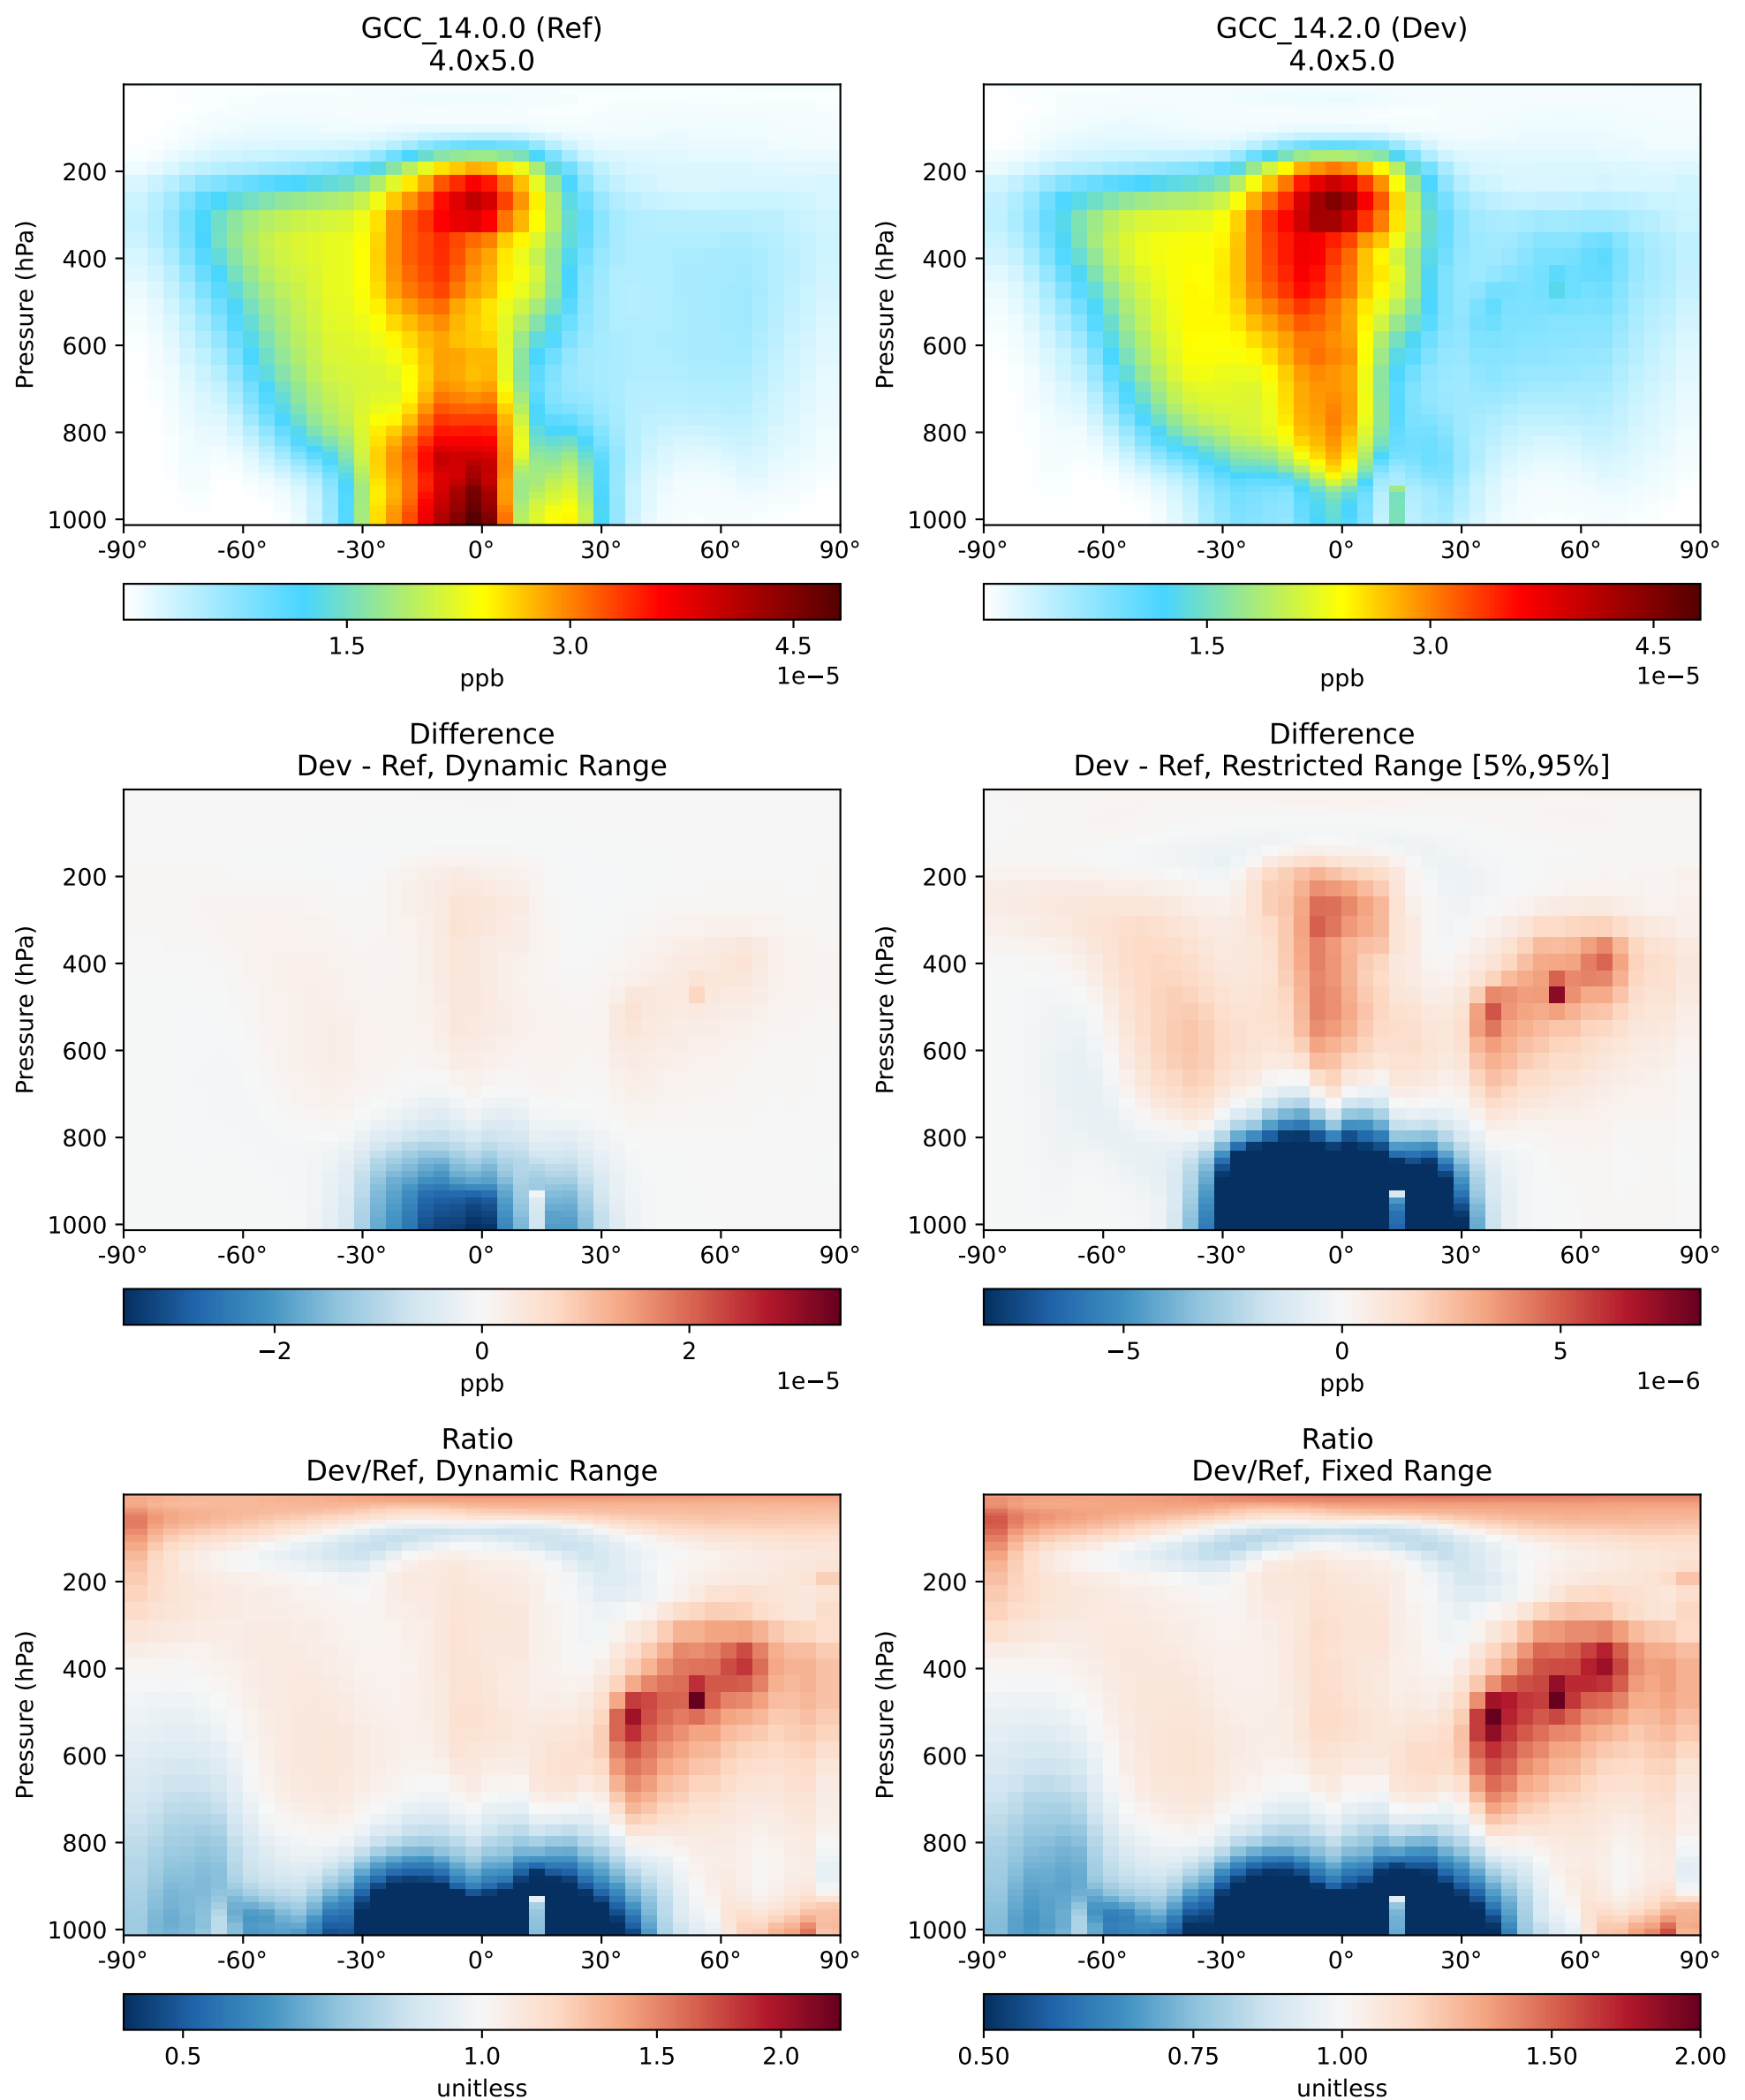 GCC_14.0.0 (Ref)
4.0x5.0
Pressure (hPa)
200
400
600
800
1000
-90° -60° -30° 0° 30° 60° 90°
1.5 3.0 4.5
ppb 1e−5
GCC_14.2.0 (Dev)
4.0x5.0
Pressure (hPa)
200
400
600
800
1000
-90° -60° -30° 0° 30° 60° 90°
1.5 3.0 4.5
ppb 1e−5
Difference
Dev - Ref, Dynamic Range
Pressure (hPa)
200
400
600
800
1000
-90° -60° -30° 0° 30° 60° 90°
−2 0 2
ppb 1e−5
Difference
Dev - Ref, Restricted Range [5%,95%]
Pressure (hPa)
200
400
600
800
1000
-90° -60° -30° 0° 30° 60° 90°
−5 0 5
ppb 1e−6
Ratio
Dev/Ref, Dynamic Range
Pressure (hPa)
200
400
600
800
1000
-90° -60° -30° 0° 30° 60° 90°
0.5 1.0 1.5 2.0
unitless
Ratio
Dev/Ref, Fixed Range
Pressure (hPa)
200
400
600
800
1000
-90° -60° -30° 0° 30° 60° 90°
0.50 0.75 1.00 1.50 2.00
unitless